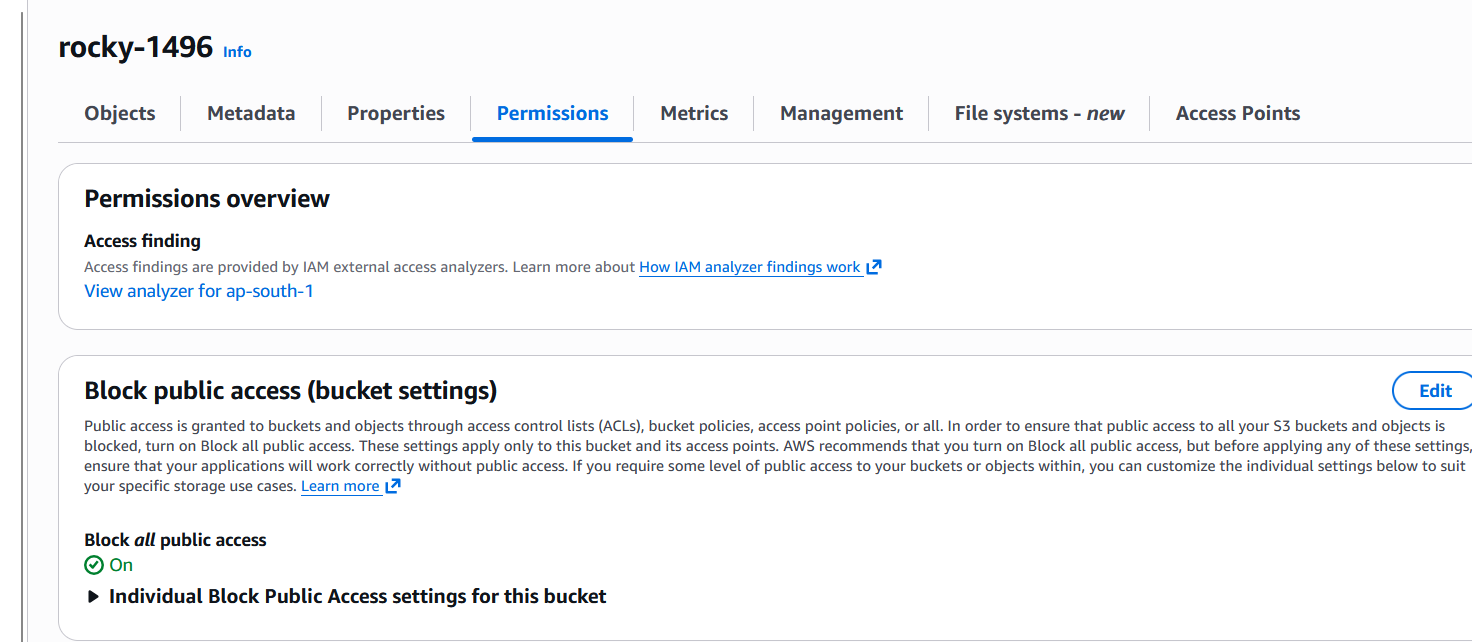 rocky-1496 Info
Objects Metadata Properties Permissions Metrics Management File systems - new Access Points
Permissions overview
Access finding
Access findings are provided by IAM external access analyzers. Learn more about How IAM analyzer findings work
View analyzer for ap-south-1
Block public access (bucket settings)
Edit
Public access is granted to buckets and objects through access control lists (ACLs), bucket policies, access point policies, or all. In order to ensure that public access to all your S3 buckets and objects is
blocked, turn on Block all public access. These settings apply only to this bucket and its access points. AWS recommends that you turn on Block all public access, but before applying any of these settings,
ensure that your applications will work correctly without public access. If you require some level of public access to your buckets or objects within, you can customize the individual settings below to suit
your specific storage use cases. Learn more
Block all public access
On
Individual Block Public Access settings for this bucket